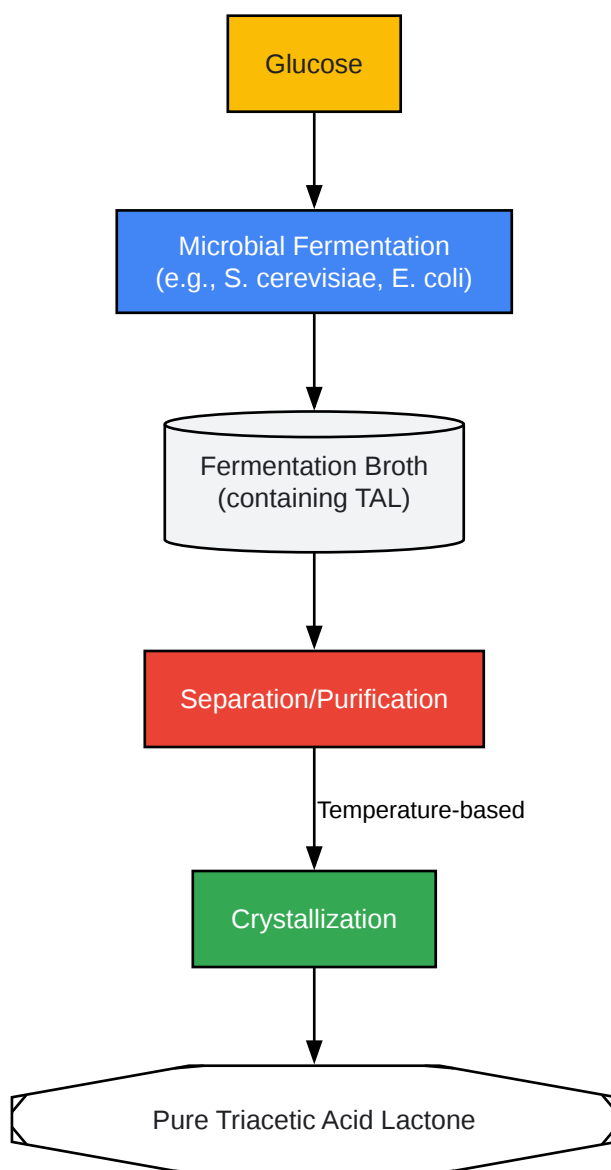 Glucose
Microbial Fermentation
(e.g., S. cerevisiae, E. coli)
Fermentation Broth
(containing TAL)
Separation/Purification
Temperature-based
Crystallization
Pure Triacetic Acid Lactone